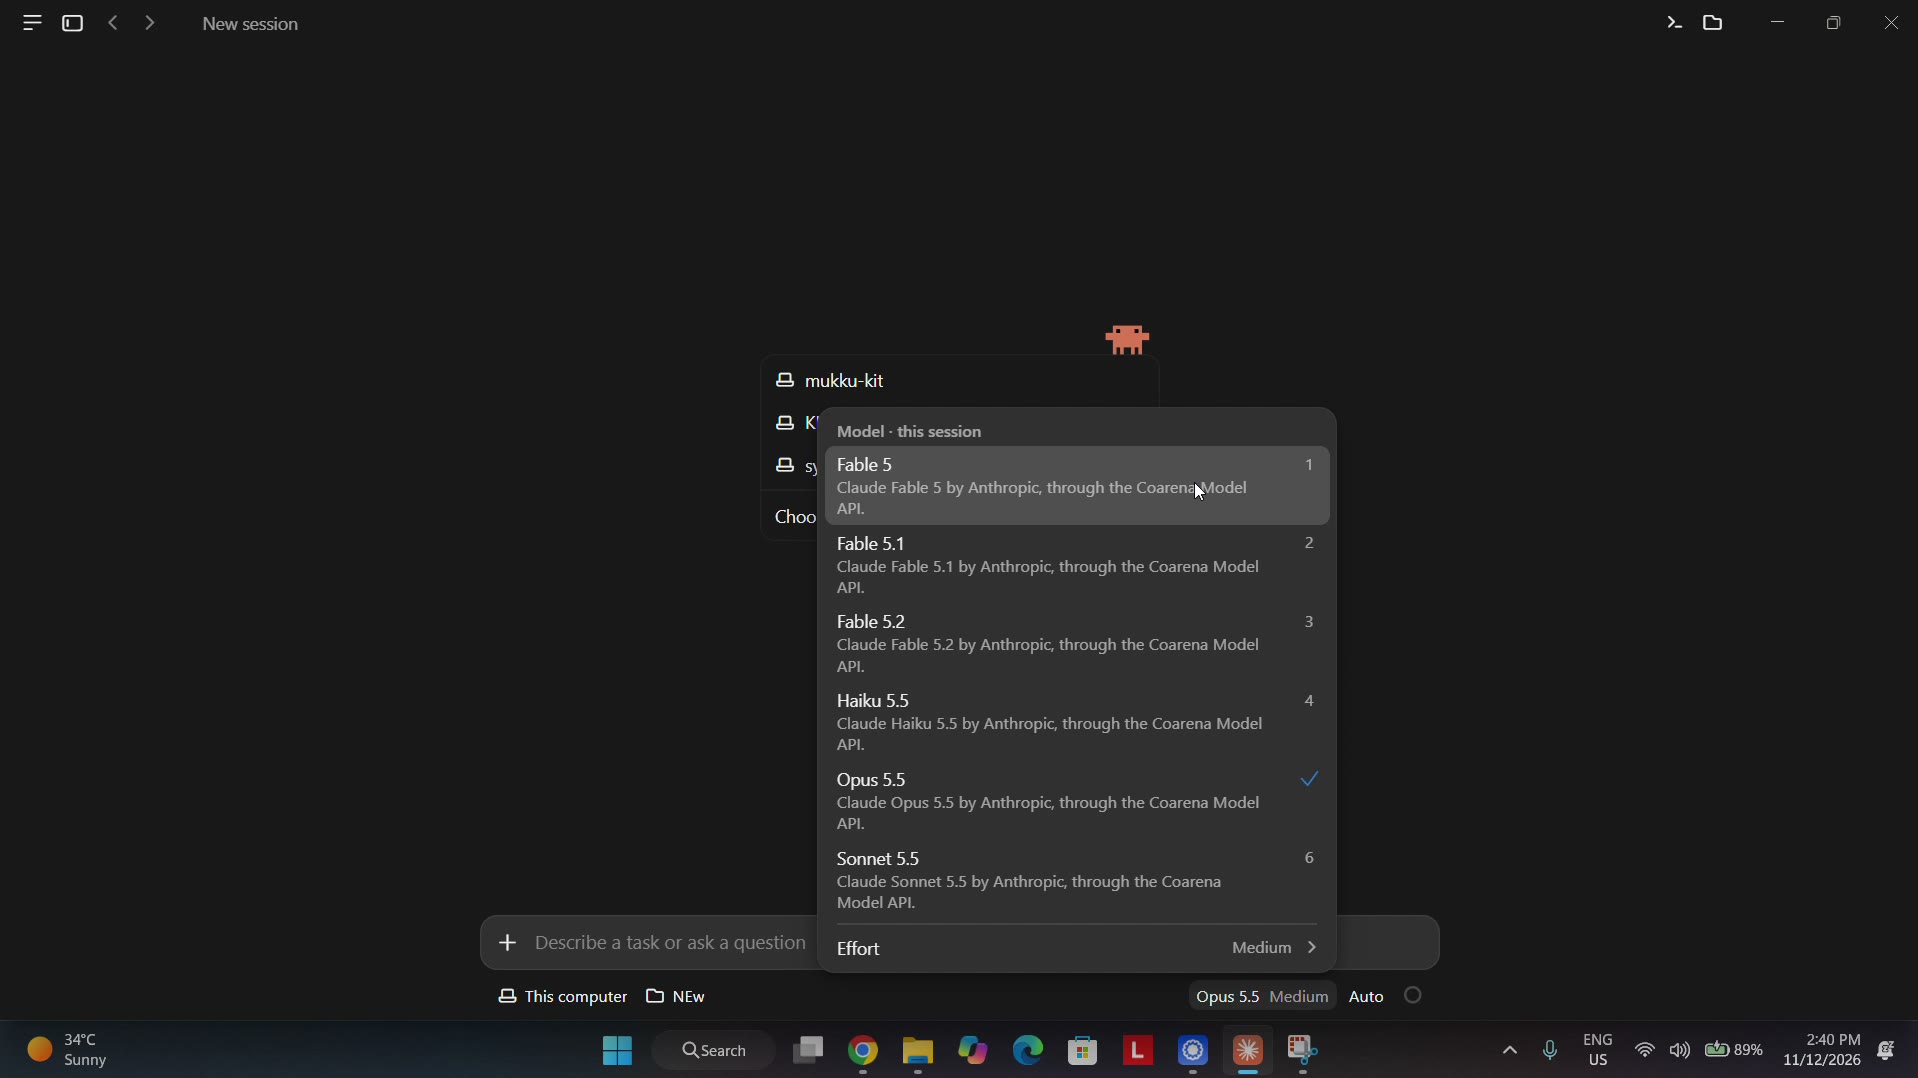 New session
mukku-kit
Model · this session
Fable 5 1
Claude Fable 5 by Anthropic, through the Coarena Model
API.
Choo
Fable 5.1 2
Claude Fable 5.1 by Anthropic, through the Coarena Model
API.
Fable 5.2 3
Claude Fable 5.2 by Anthropic, through the Coarena Model
API.
Haiku 5.5 4
Claude Haiku 5.5 by Anthropic, through the Coarena Model
API.
Opus 5.5
Claude Opus 5.5 by Anthropic, through the Coarena Model
API.
Sonnet 5.5 6
Claude Sonnet 5.5 by Anthropic, through the Coarena
Model API.
Effort Medium
Describe a task or ask a question
This computer NEw
Opus 5.5 Medium Auto
34°C
Sunny
Search
L
ENG
US
89%
2:40 PM
11/12/2026